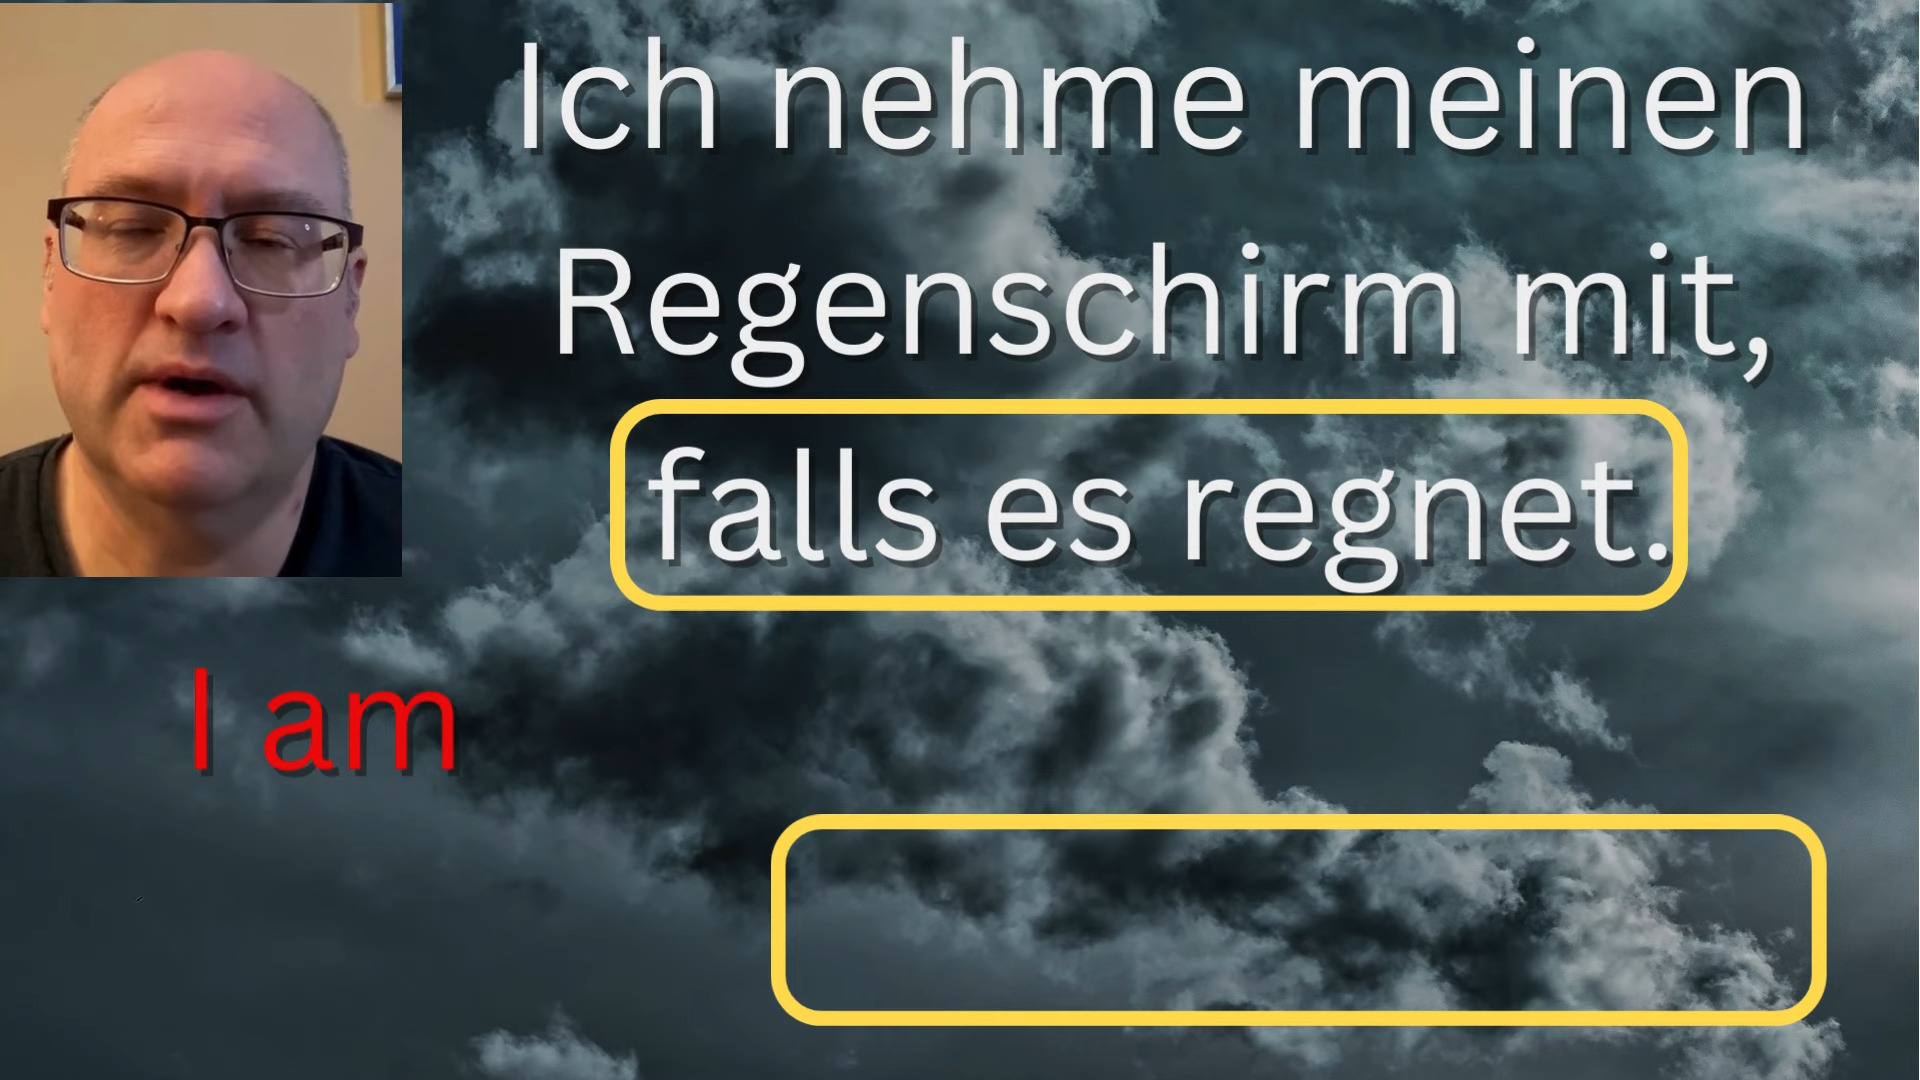 Ich nehme meinen
Regenschirm mit,
falls es regnet.
I am